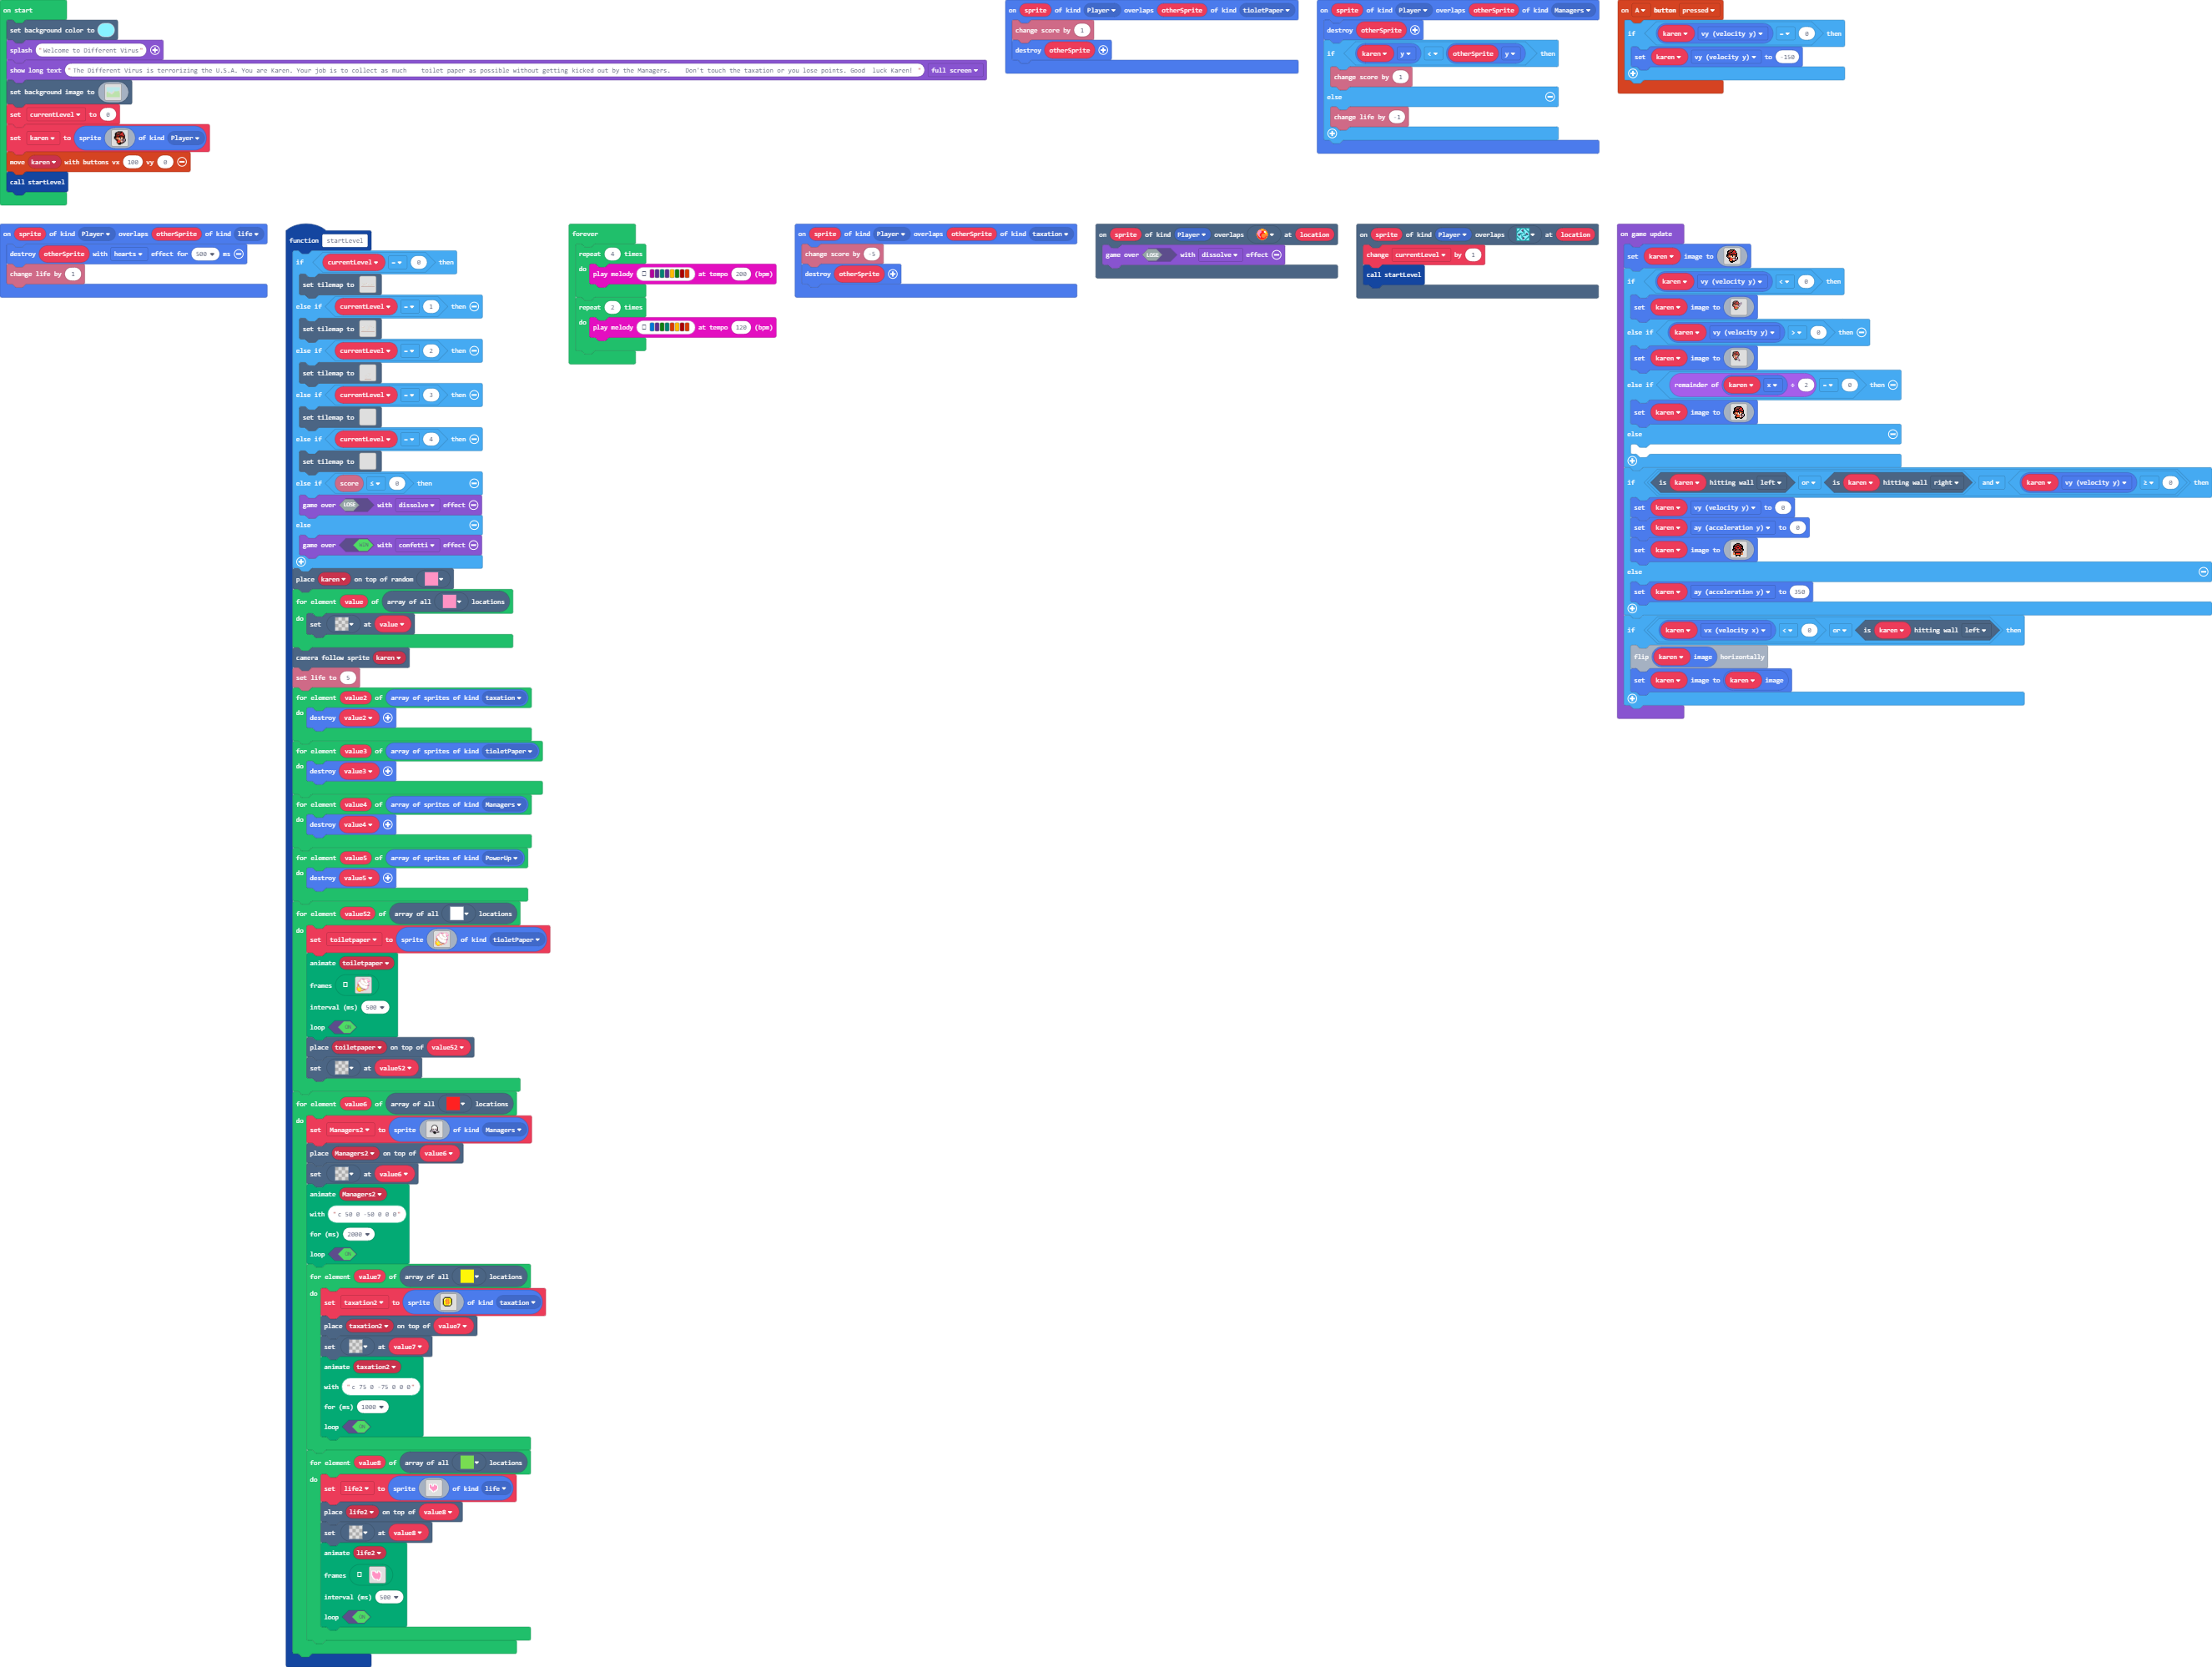 on start
set background color to
splash "Welcome to Different Virus"
show long text "The Different Virus is terrorizing the U.S.A. You are Karen. Your job is to collect as much toilet paper as possible without getting kicked out by the Managers. Don't touch the taxation or you lose points. Good luck Karen! " full screen
set background image to
set currentLevel to 0
set karen to sprite of kind Player
move karen with buttons vx 100 vy 0
call startLevel
on sprite of kind Player overlaps otherSprite of kind tioletPaper
change score by 1
destroy otherSprite
on sprite of kind Player overlaps otherSprite of kind Managers
destroy otherSprite
if karen y < otherSprite y then
change score by 1
else
change life by -1
on A button pressed
if karen vy (velocity y) = 0 then
set karen vy (velocity y) to -150
on sprite of kind Player overlaps otherSprite of kind life
destroy otherSprite with hearts effect for 500 ms
change life by 1
function startLevel
if currentLevel = 0 then
set tilemap to
else if currentLevel = 1 then
set tilemap to
else if currentLevel = 2 then
set tilemap to
else if currentLevel = 3 then
set tilemap to
else if currentLevel = 4 then
set tilemap to
else if score ≤ 0 then
game over LOSE with dissolve effect
else
game over with confetti effect
place karen on top of random
for element value of array of all locations
do set at value
camera follow sprite karen
set life to 5
for element value2 of array of sprites of kind taxation
do destroy value2
for element value3 of array of sprites of kind tioletPaper
do destroy value3
for element value4 of array of sprites of kind Managers
do destroy value4
for element value5 of array of sprites of kind PowerUp
do destroy value5
for element value52 of array of all locations
do set toiletpaper to sprite of kind tioletPaper
animate toiletpaper
frames
interval (ms) 500
loop
place toiletpaper on top of value52
set at value52
for element value6 of array of all locations
do set Managers2 to sprite of kind Managers
place Managers2 on top of value6
set at value6
animate Managers2
with "c 50 0 -50 0 0 0"
for (ms) 2000
loop
for element value7 of array of all locations
do set taxation2 to sprite of kind taxation
place taxation2 on top of value7
set at value7
animate taxation2
with "c 75 0 -75 0 0 0"
for (ms) 1000
loop
for element value8 of array of all locations
do set life2 to sprite of kind life
place life2 on top of value8
set at value8
animate life2
frames
interval (ms) 500
loop
forever
repeat 4 times
do play melody at tempo 200 (bpm)
repeat 2 times
do play melody at tempo 120 (bpm)
on sprite of kind Player overlaps otherSprite of kind taxation
change score by -5
destroy otherSprite
on sprite of kind Player overlaps at location
game over LOSE with dissolve effect
on sprite of kind Player overlaps at location
change currentLevel by 1
call startLevel
on game update
set karen image to
if karen vy (velocity y) < 0 then
set karen image to
else if karen vy (velocity y) > 0 then
set karen image to
else if remainder of karen x ÷ 2 = 0 then
set karen image to
else
if is karen hitting wall left or is karen hitting wall right and karen vy (velocity y) ≥ 0 then
set karen vy (velocity y) to 0
set karen ay (acceleration y) to 0
set karen image to
else
set karen ay (acceleration y) to 350
if karen vx (velocity x) < 0 or is karen hitting wall left then
flip karen image horizontally
set karen image to karen image